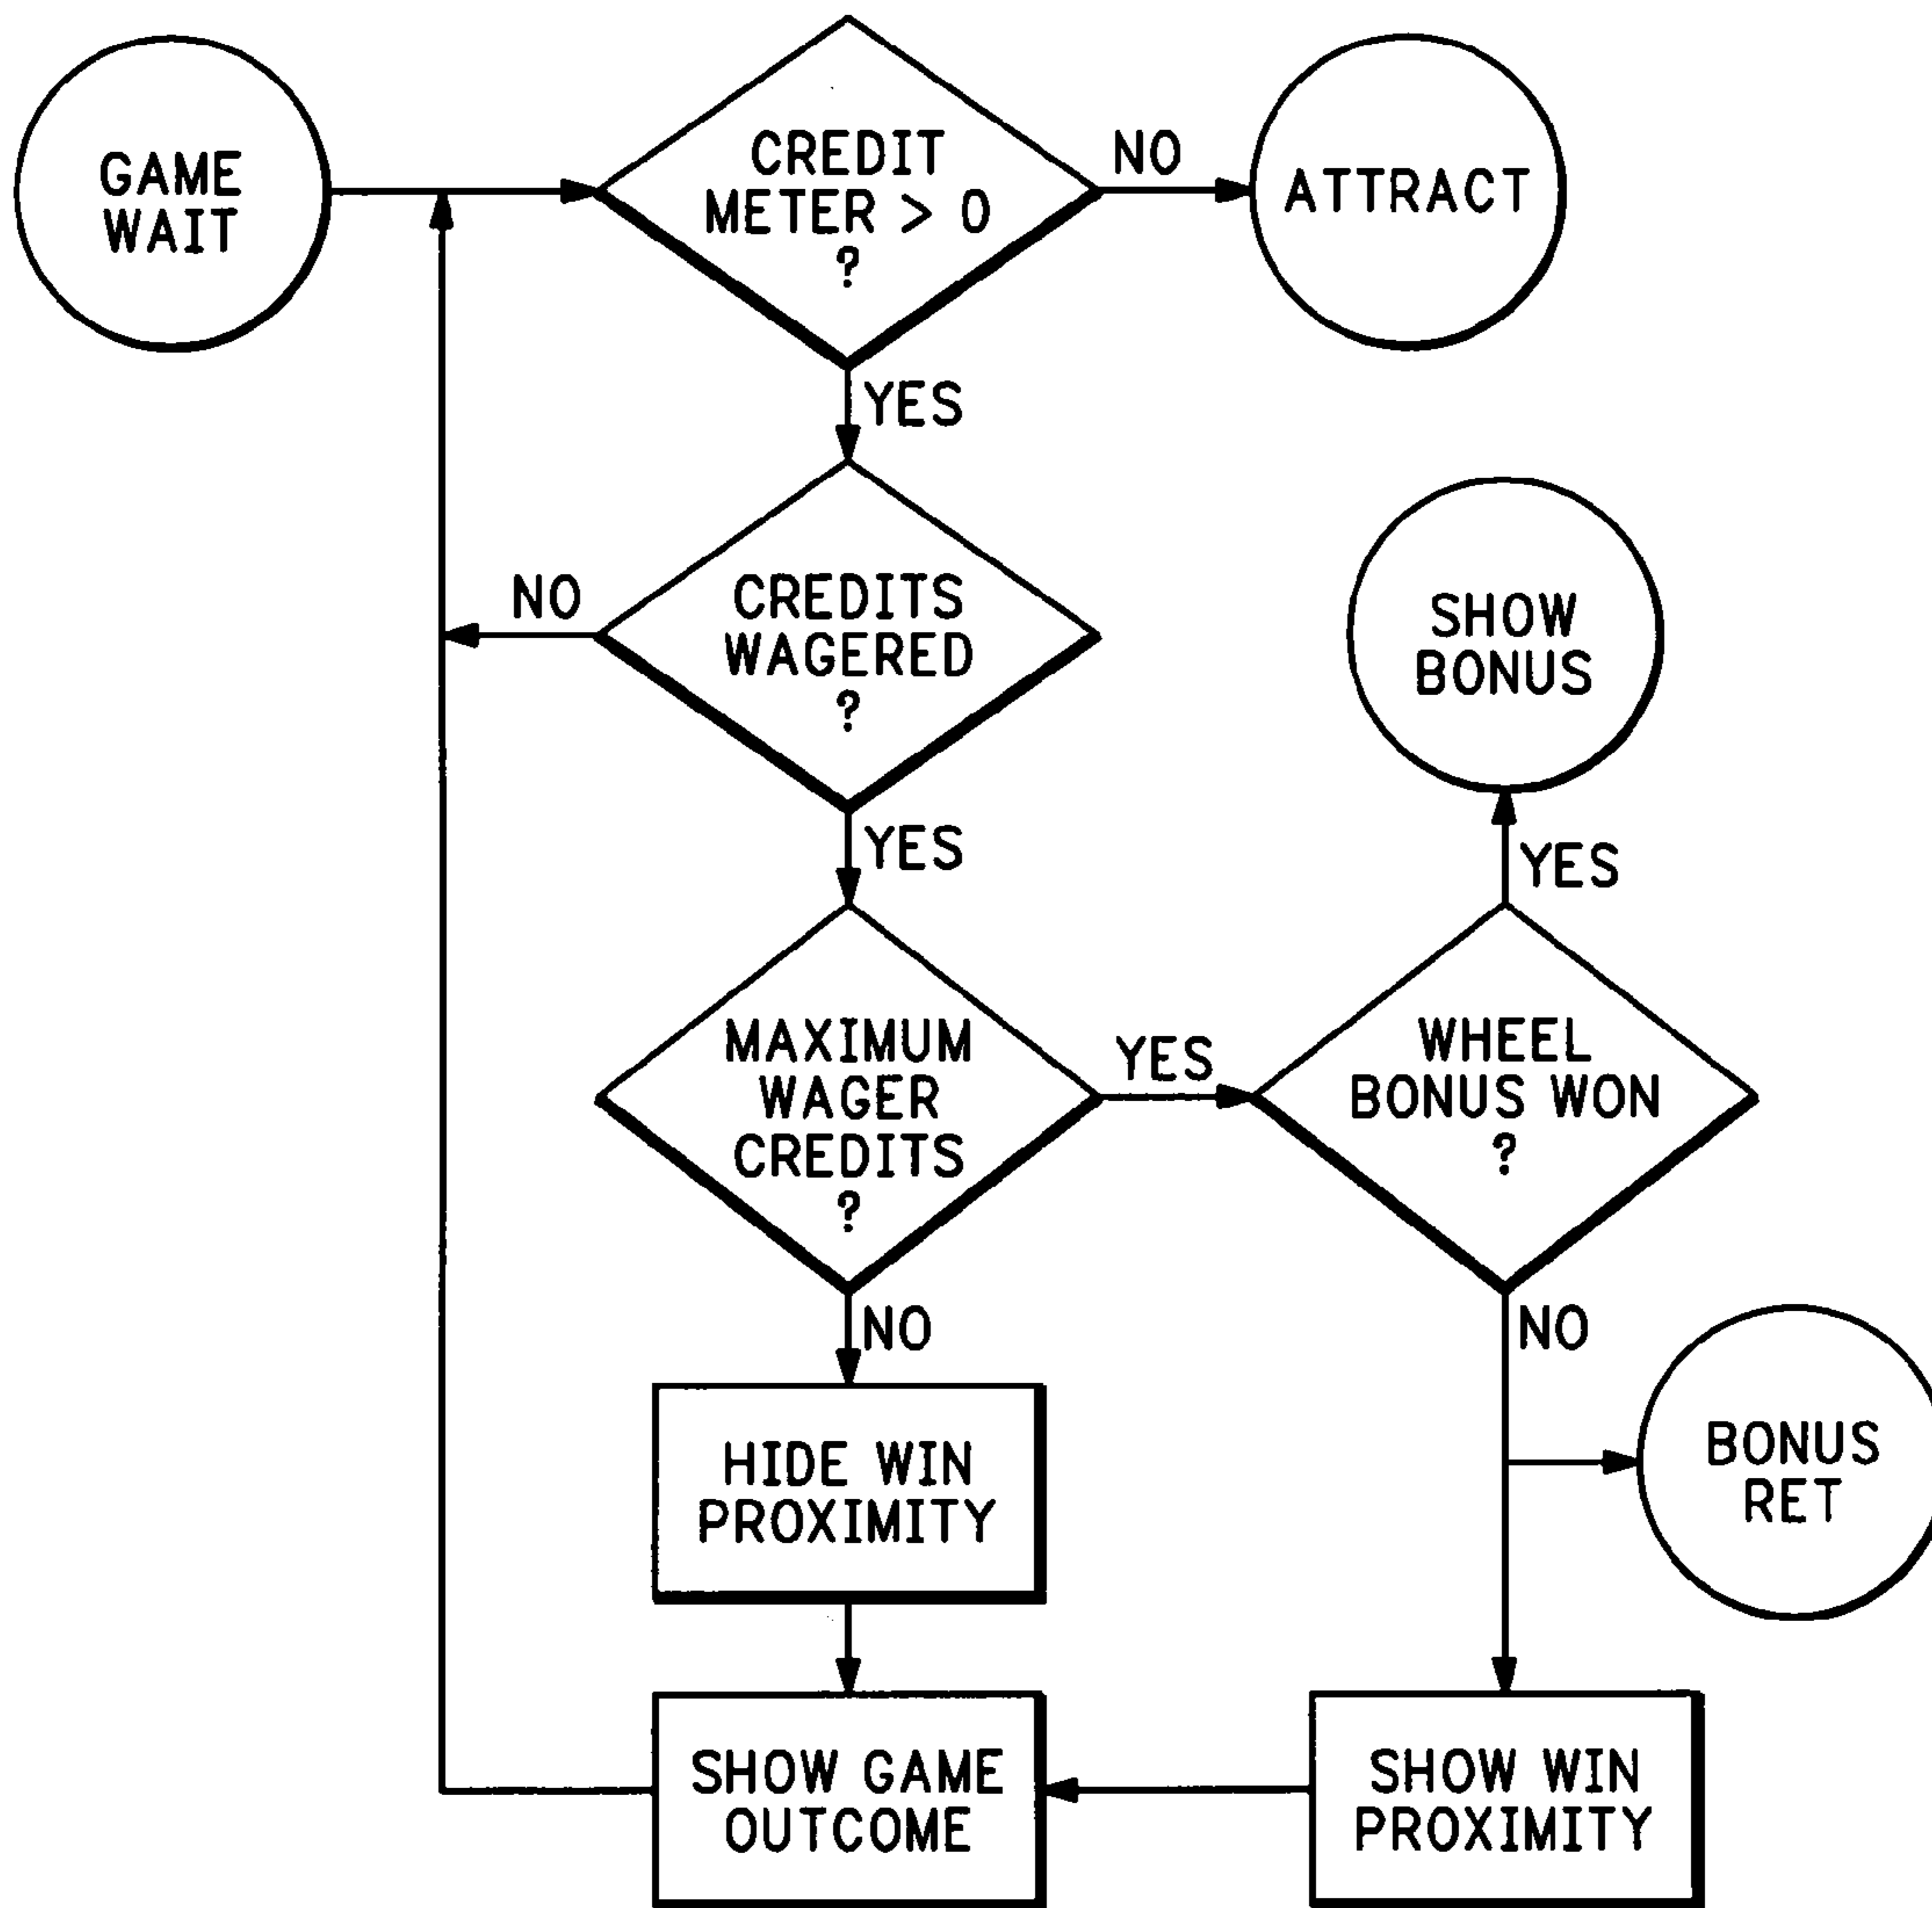 GAME
WAIT
CREDIT
METER > 0
?
NO
ATTRACT
YES
CREDITS
WAGERED
?
NO
SHOW
BONUS
YES
YES
MAXIMUM
WAGER
CREDITS
?
YES
WHEEL
BONUS WON
?
NO
NO
HIDE WIN
PROXIMITY
BONUS
RET
SHOW GAME
OUTCOME
SHOW WIN
PROXIMITY